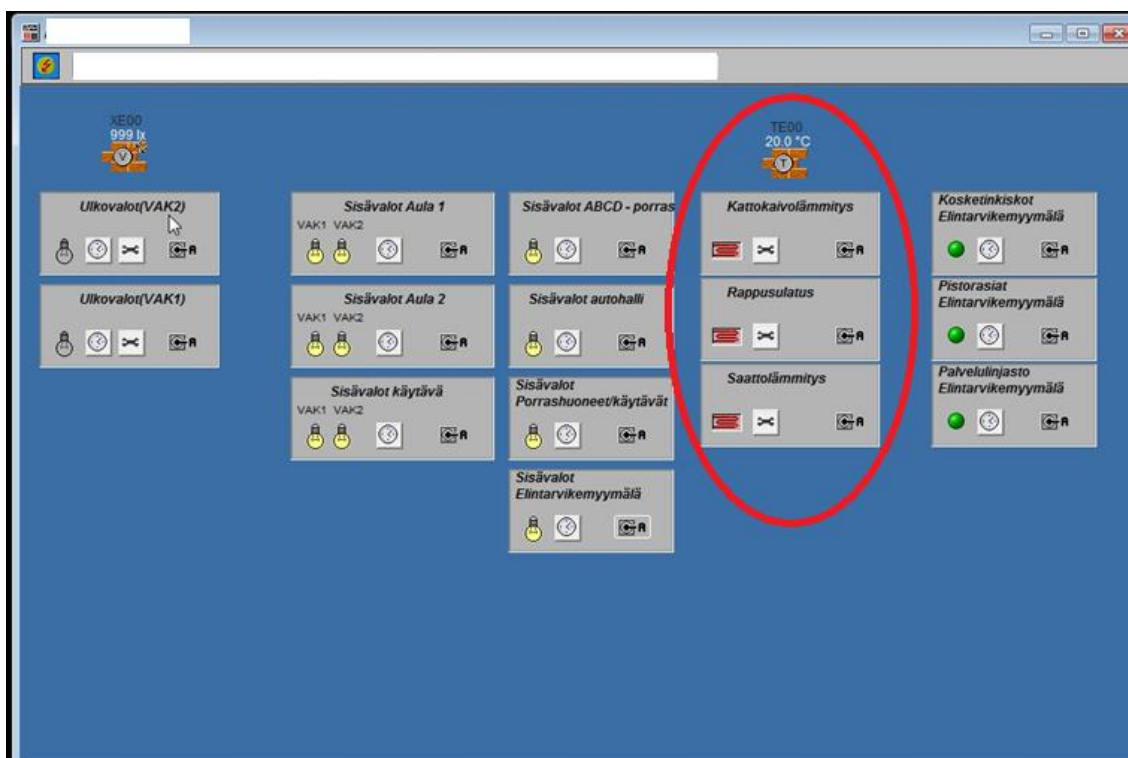 XE00
999 lx
V
TE00
20.0 °C
T
Ulkovalot(VAK2)
A
Ulkovalot(VAK1)
A
Sisävalot Aula 1
VAK1 VAK2
A
Sisävalot Aula 2
VAK1 VAK2
A
Sisävalot käytävä
VAK1 VAK2
A
Sisävalot ABCD - porras
A
Sisävalot autohalli
A
Sisävalot
Porrashuoneet/käytävät
A
Sisävalot
Elintarvikemyymälä
A
Kattokaivolämmitys
A
Rappusulatus
A
Saattolämmitys
A
Kosketinkiskot
Elintarvikemyymälä
A
Pistorasiat
Elintarvikemyymälä
A
Palvelulinjasto
Elintarvikemyymälä
A